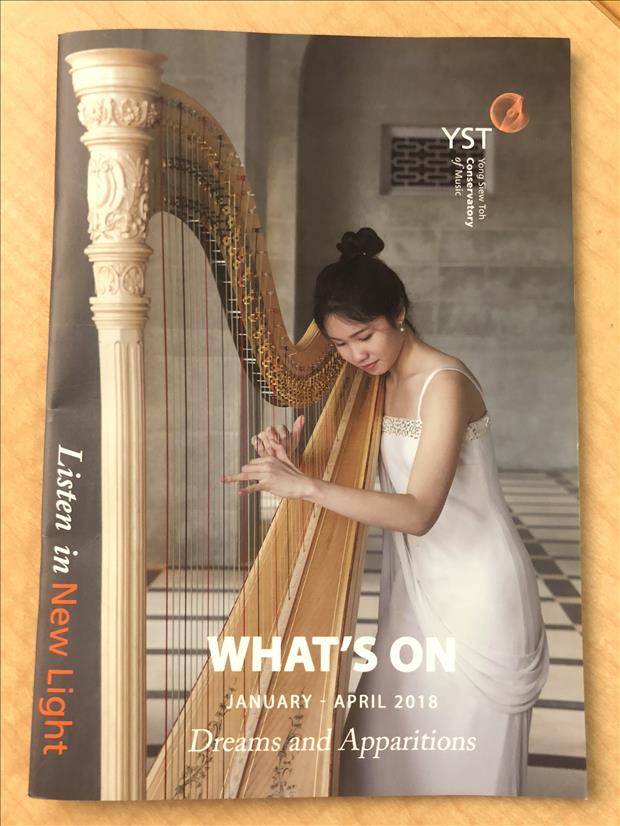 YST
Yong Siew Toh
Conservatory
of Music
Listen in New Light
WHAT'S ON
JANUARY - APRIL 2018
Dreams and Apparitions